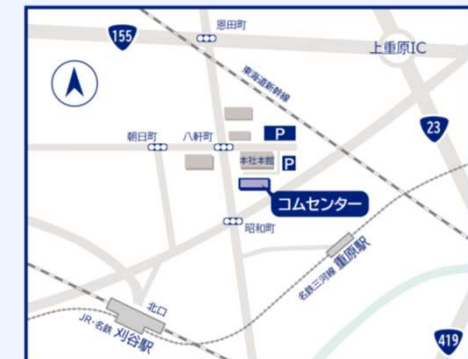 155
恩田町
上重原IC
東海道新幹線
23
朝日町
八軒町
P
本社本館
P
コムセンター
昭和町
重原駅
名鉄三河線
北口
JR・名鉄 刈谷駅
419